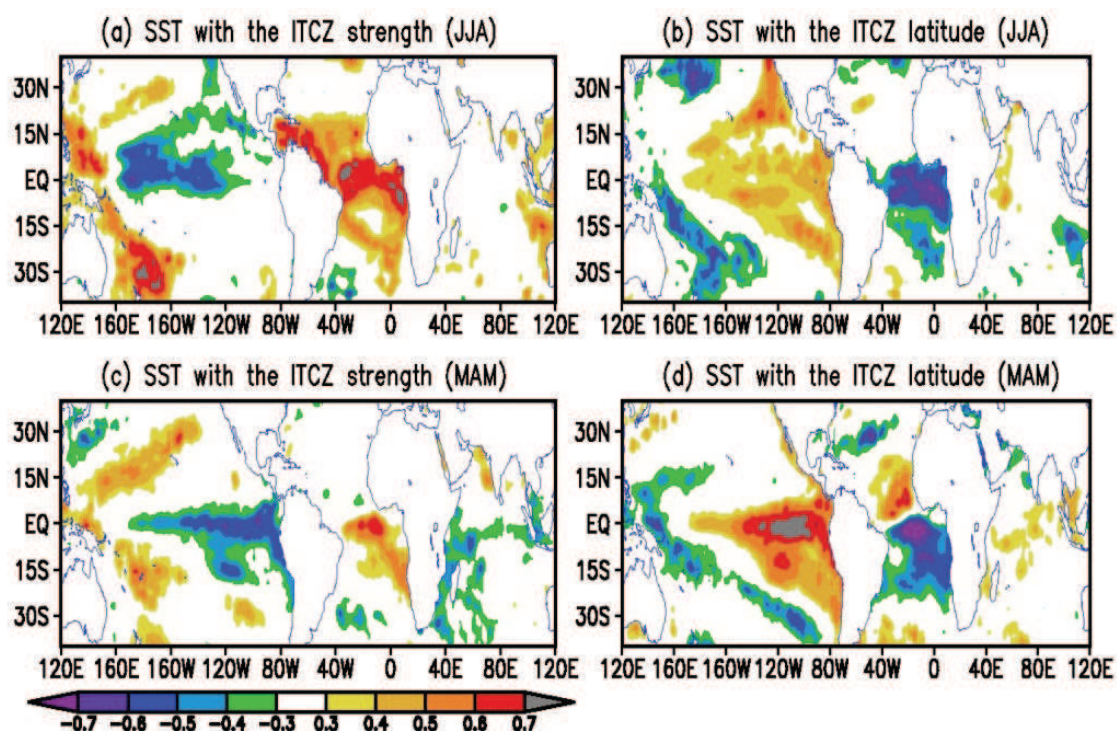 (a) SST with the ITCZ strength (JJA)
(b) SST with the ITCZ latitude (JJA)
30N
15N
EQ
15S
30S
120E 160E 160W 120W 80W 40W 0 40E 80E 120E
30N
15N
EQ
15S
30S
120E 160E 160W 120W 80W 40W 0 40E 80E 120E
(c) SST with the ITCZ strength (MAM)
(d) SST with the ITCZ latitude (MAM)
30N
15N
EQ
15S
30S
120E 160E 160W 120W 80W 40W 0 40E 80E 120E
30N
15N
EQ
15S
30S
120E 160E 160W 120W 80W 40W 0 40E 80E 120E
-0.7 -0.6 -0.5 -0.4 -0.3 0.3 0.4 0.5 0.6 0.7